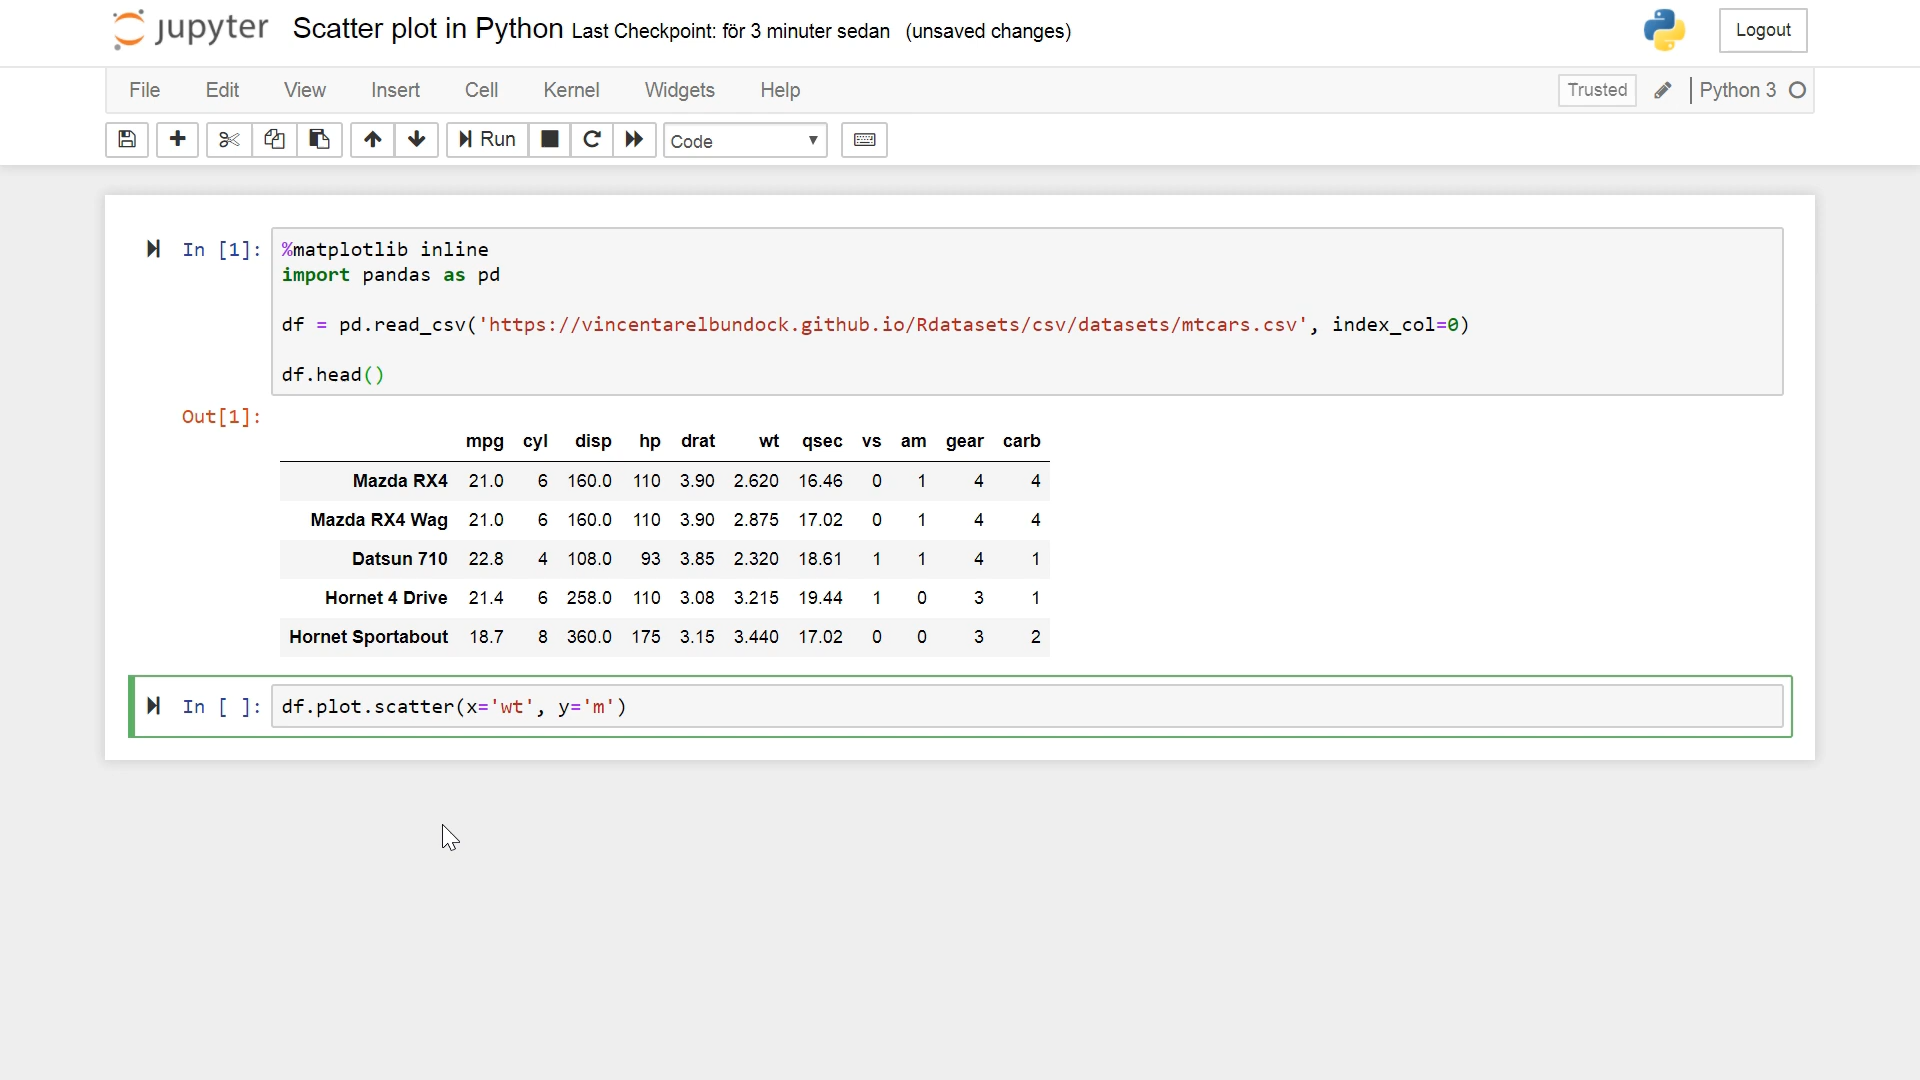 jupyter Scatter plot in Python Last Checkpoint: för 3 minuter sedan (unsaved changes) Logout
File Edit View Insert Cell Kernel Widgets Help Trusted Python 3
Run Code
In [1]: %matplotlib inline
import pandas as pd
df = pd.read_csv('https://vincentarelbundock.github.io/Rdatasets/csv/datasets/mtcars.csv', index_col=0)
df.head()
Out[1]:
mpg cyl disp hp drat wt qsec vs am gear carb
Mazda RX4 21.0 6 160.0 110 3.90 2.620 16.46 0 1 4 4
Mazda RX4 Wag 21.0 6 160.0 110 3.90 2.875 17.02 0 1 4 4
Datsun 710 22.8 4 108.0 93 3.85 2.320 18.61 1 1 4 1
Hornet 4 Drive 21.4 6 258.0 110 3.08 3.215 19.44 1 0 3 1
Hornet Sportabout 18.7 8 360.0 175 3.15 3.440 17.02 0 0 3 2
In [ ]: df.plot.scatter(x='wt', y='m')